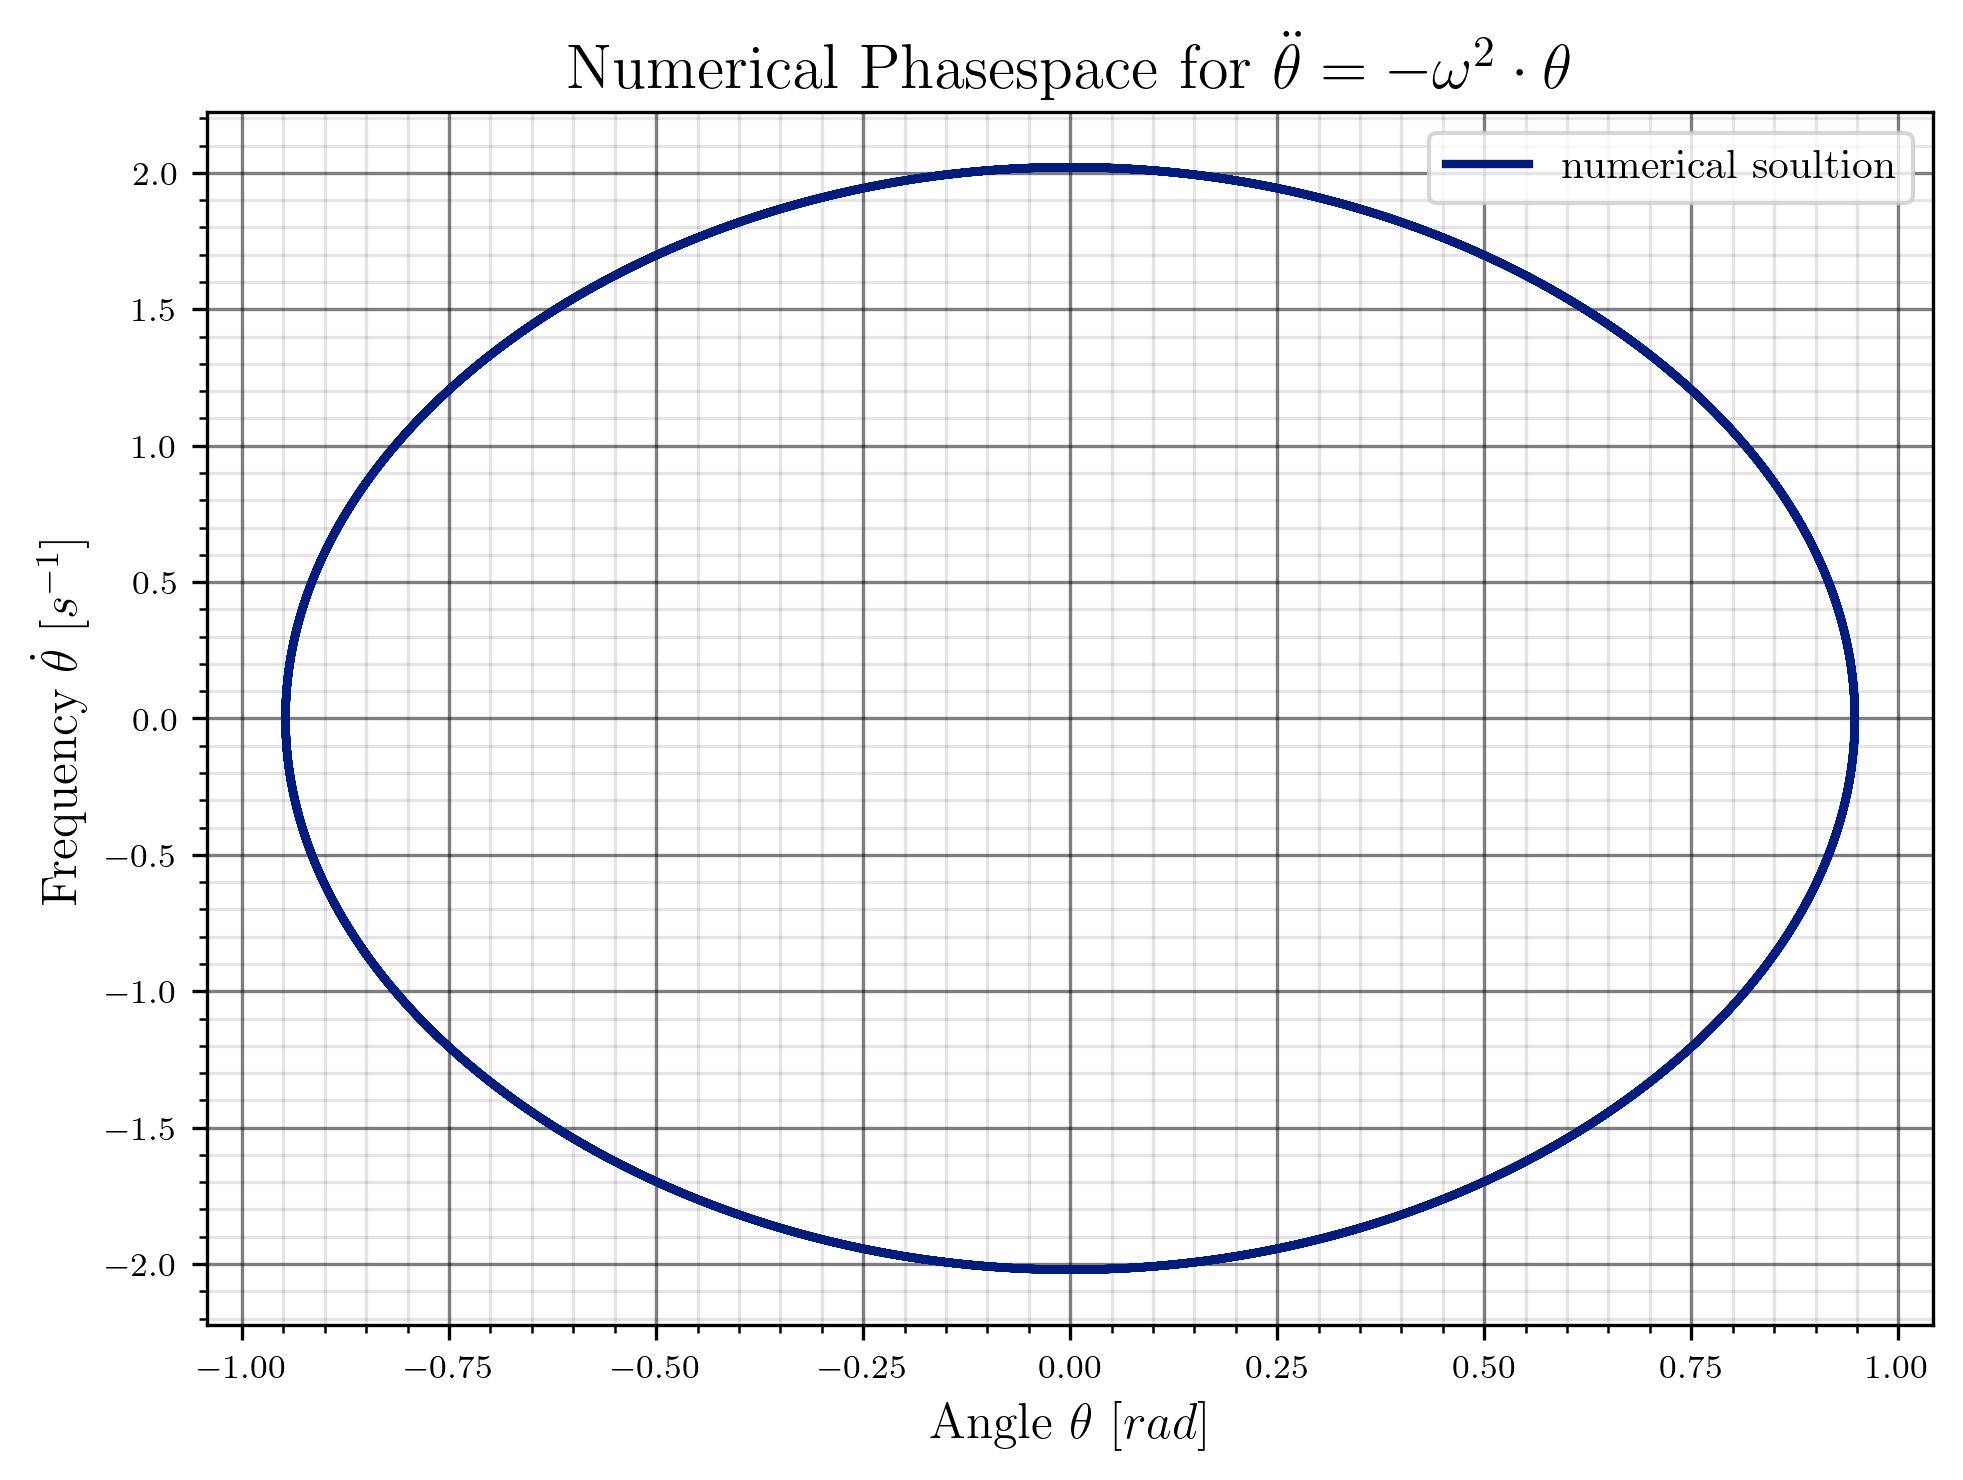 Numerical Phasespace for θ̈ = −ω² · θ
numerical soultion
Frequency θ̇ [s⁻¹]
2.0
1.5
1.0
0.5
0.0
−0.5
−1.0
−1.5
−2.0
−1.00 −0.75 −0.50 −0.25 0.00 0.25 0.50 0.75 1.00
Angle θ [rad]